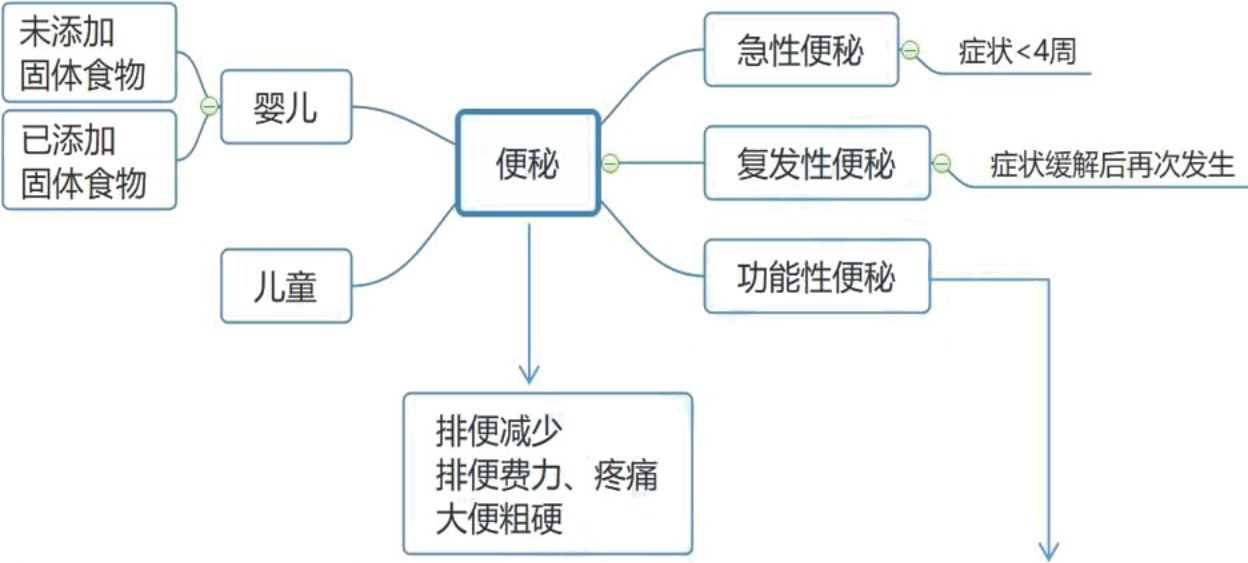 未添加
固体食物
已添加
固体食物
婴儿
儿童
便秘
急性便秘
症状<4周
复发性便秘
症状缓解后再次发生
功能性便秘
排便减少
排便费力、疼痛
大便粗硬